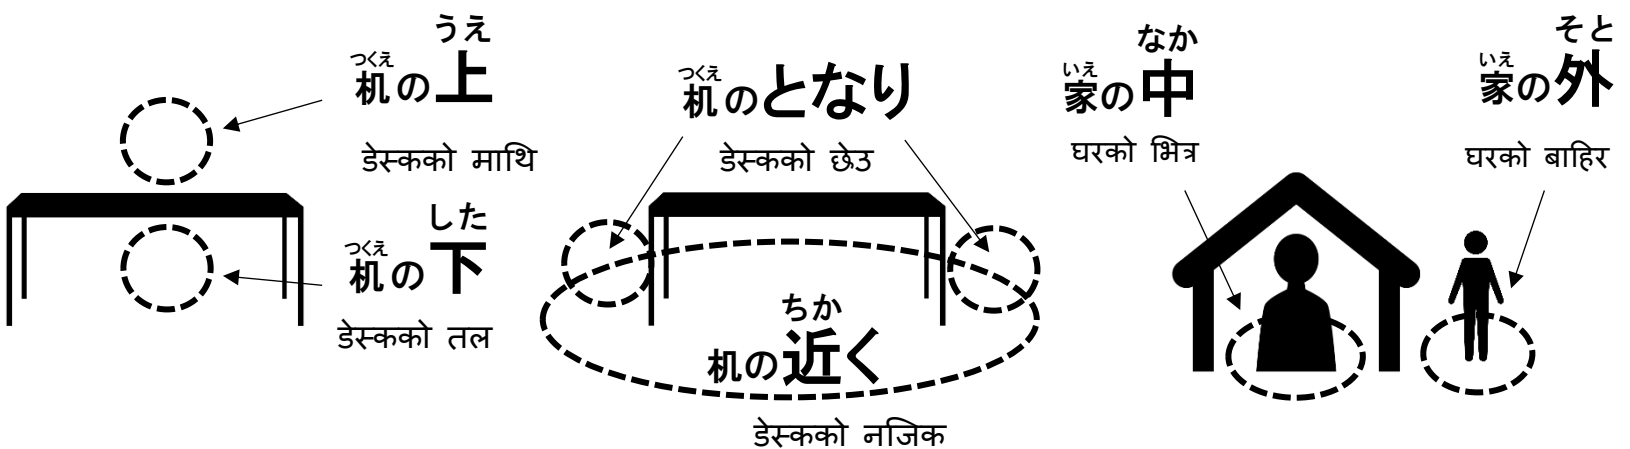 うえ
つくえ
机の上
डेस्कको माथि
した
つくえ
机の下
डेस्कको तल
つくえ
机のとなり
डेस्कको छेउ
ちか
机の近く
डेस्कको नजिक
なか
いえ
家の中
घरको भित्र
そと
いえ
家の外
घरको बाहिर